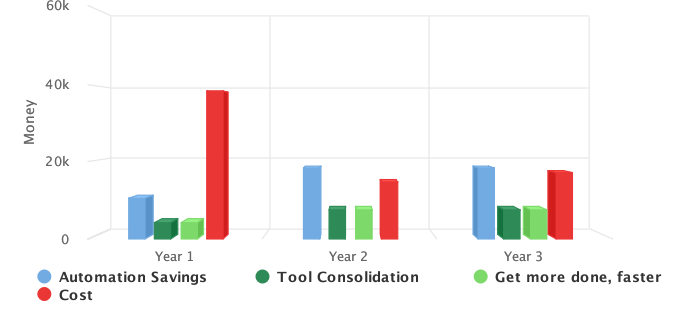 60k
40k
20k
0
Money
Year 1
Year 2
Year 3
Automation Savings
Tool Consolidation
Get more done, faster
Cost